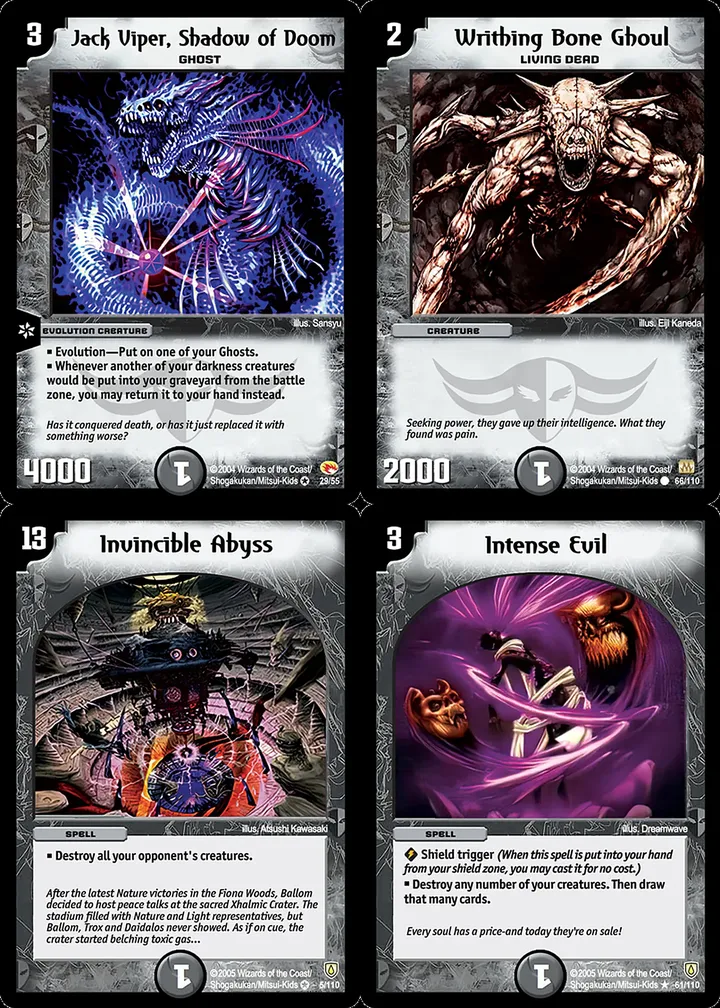 3
Jack Viper, Shadow of Doom
GHOST
illus. Sansyu
EVOLUTION CREATURE
▪ Evolution—Put on one of your Ghosts.
▪ Whenever another of your darkness creatures
would be put into your graveyard from the battle
zone, you may return it to your hand instead.
Has it conquered death, or has it just replaced it with
something worse?
4000
1
©2004 Wizards of the Coast/
Shogakukan/Mitsui-Kids 29/55
2
Writhing Bone Ghoul
LIVING DEAD
illus. Eiji Kaneda
CREATURE
Seeking power, they gave up their intelligence. What they
found was pain.
2000
1
©2004 Wizards of the Coast/
Shogakukan/Mitsui-Kids 66/110
13
Invincible Abyss
illus. Atsushi Kawasaki
SPELL
▪ Destroy all your opponent's creatures.
After the latest Nature victories in the Fiona Woods, Ballom
decided to host peace talks at the sacred Xhalmic Crater. The
stadium filled with Nature and Light representatives, but
Ballom, Trox and Daidalos never showed. As if on cue, the
crater started belching toxic gas...
1
©2005 Wizards of the Coast/
Shogakukan/Mitsui-Kids 5/110
3
Intense Evil
illus. Dreamwave
SPELL
Shield trigger (When this spell is put into your hand
from your shield zone, you may cast it for no cost.)
▪ Destroy any number of your creatures. Then draw
that many cards.
Every soul has a price-and today they're on sale!
1
©2005 Wizards of the Coast/
Shogakukan/Mitsui-Kids ★ 61/110